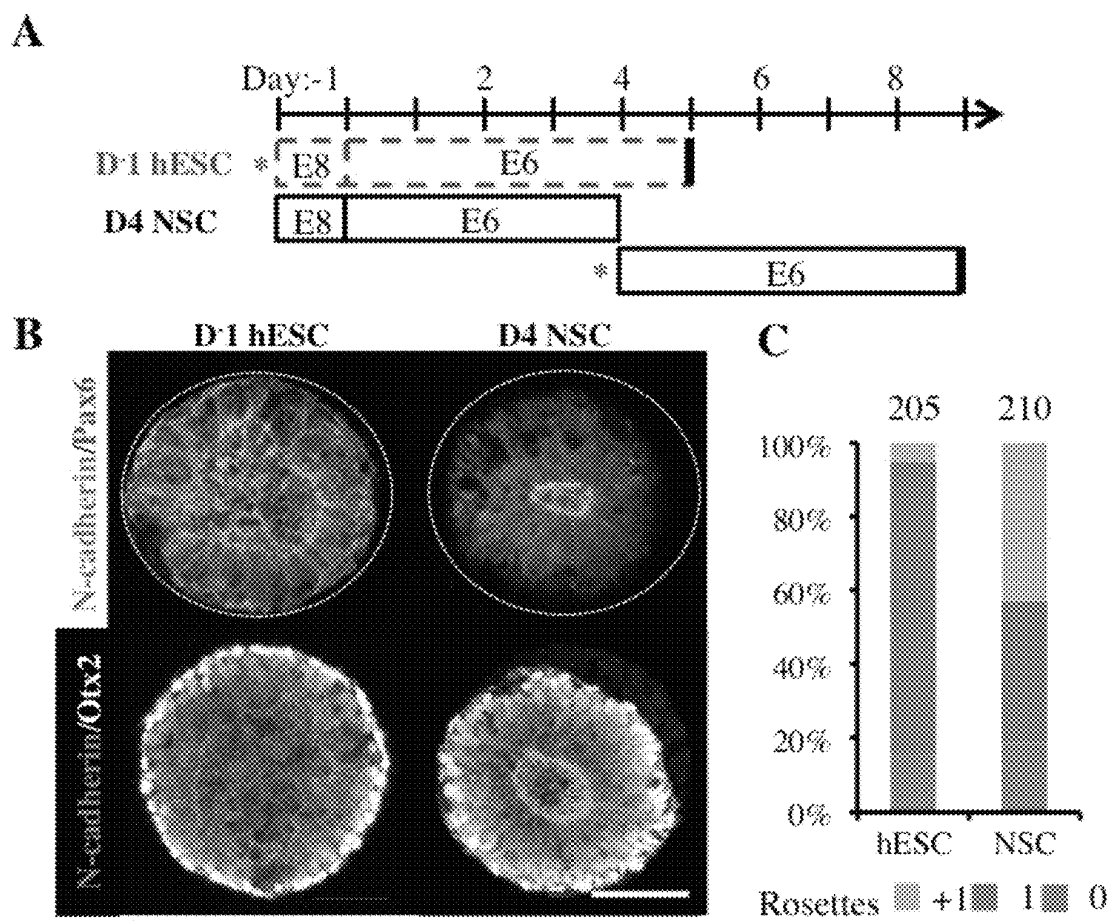 A
Day:-1 2 4 6 8
D-1 hESC * E8 E6
D4 NSC E8 E6
* E6
B
D-1 hESC D4 NSC
N-cadherin/Pax6
N-cadherin/Otx2
C
205 210
100%
80%
60%
40%
20%
0%
hESC NSC
Rosettes +1 1 0